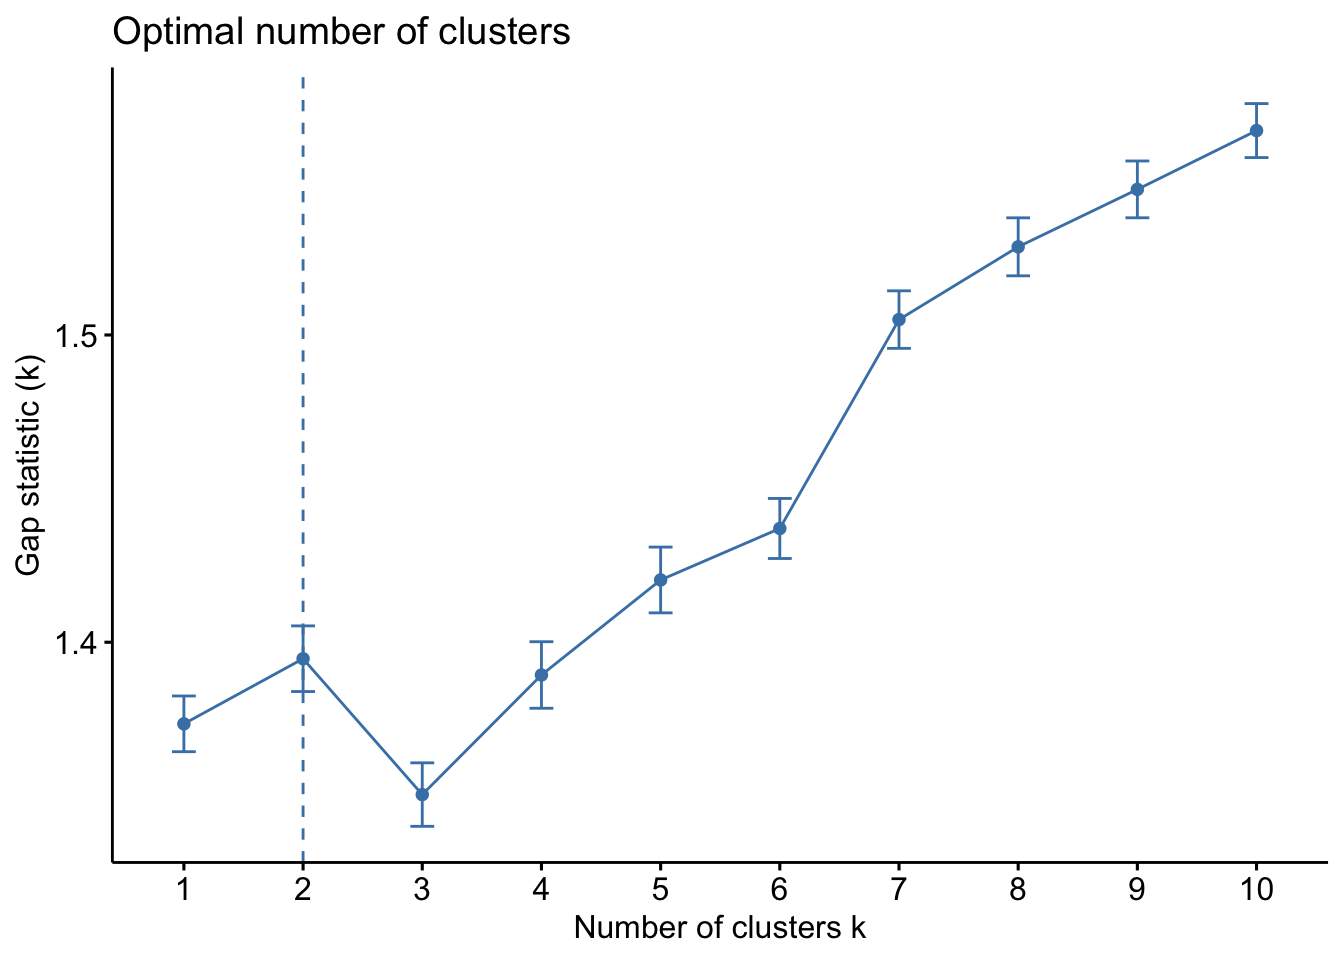 Optimal number of clusters
Gap statistic (k)
1.5
1.4
1 2 3 4 5 6 7 8 9 10
Number of clusters k